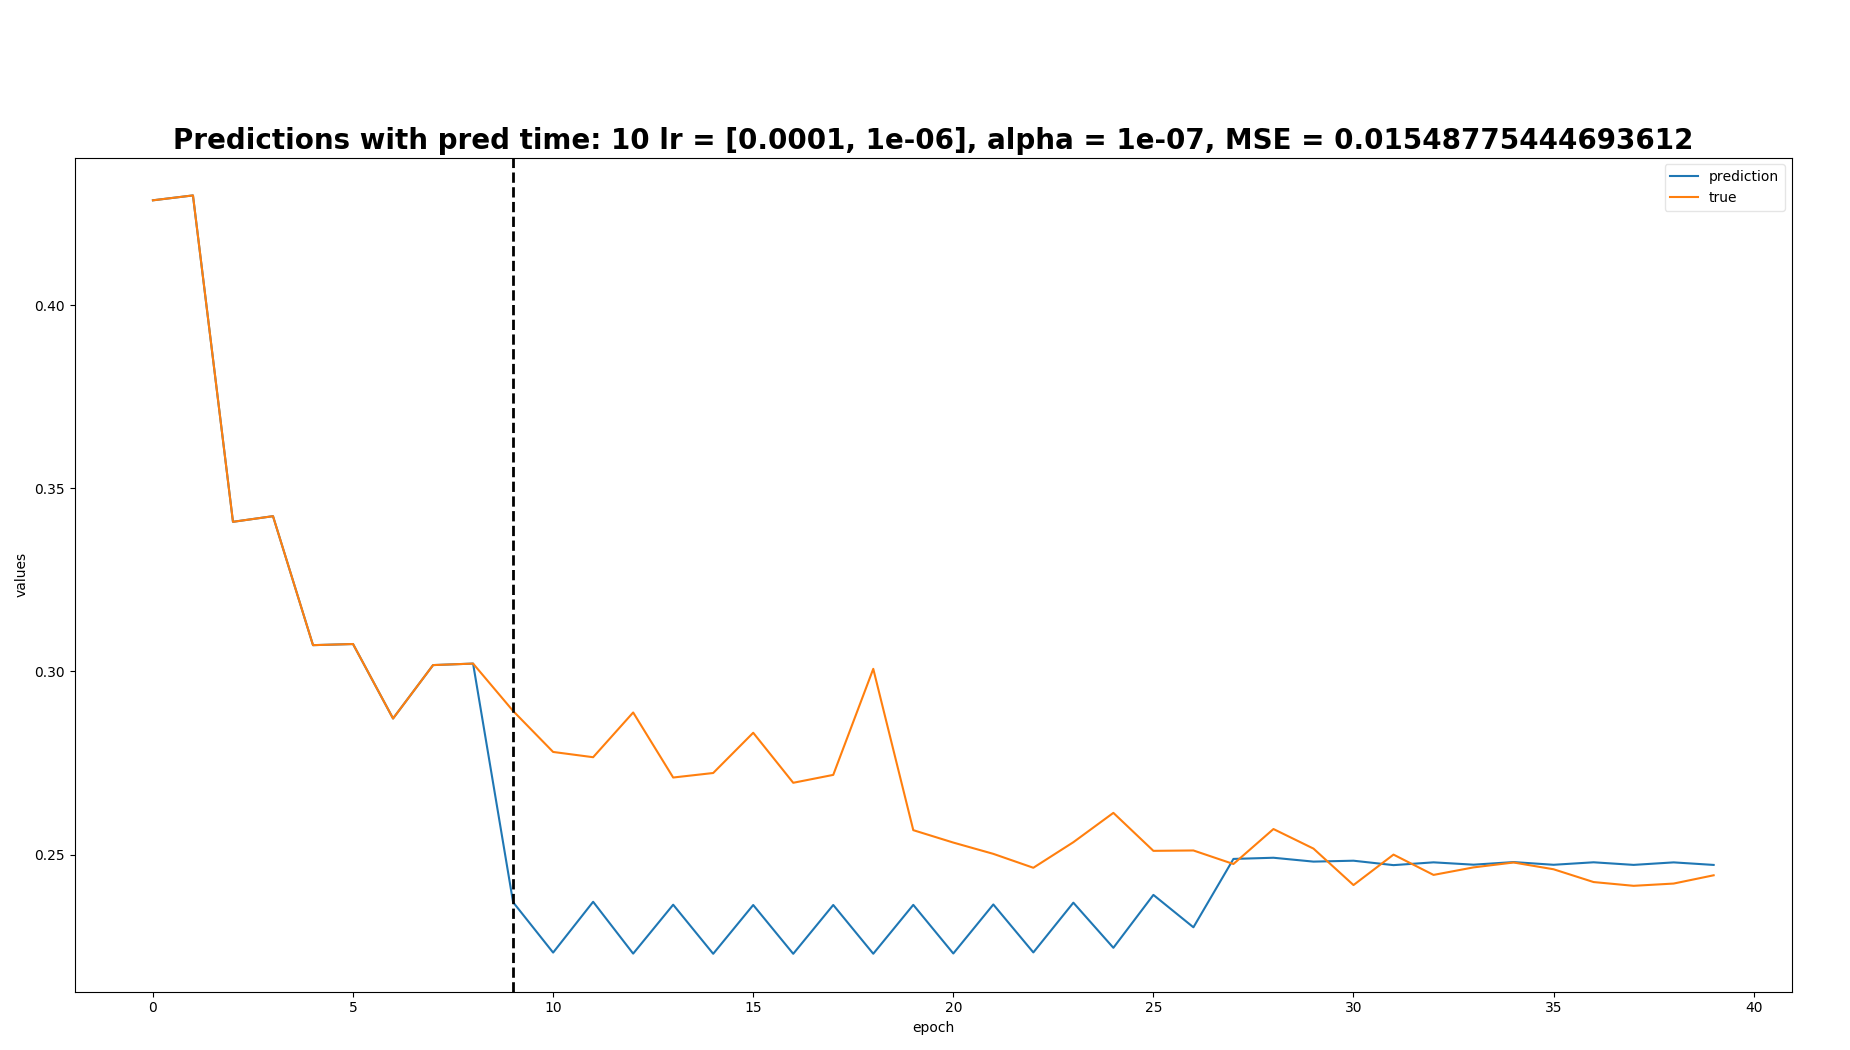 Predictions with pred time: 10 lr = [0.0001, 1e-06], alpha = 1e-07, MSE = 0.01548775444693612
prediction
true
0.40
0.35
0.30
0.25
values
0 5 10 15 20 25 30 35 40
epoch